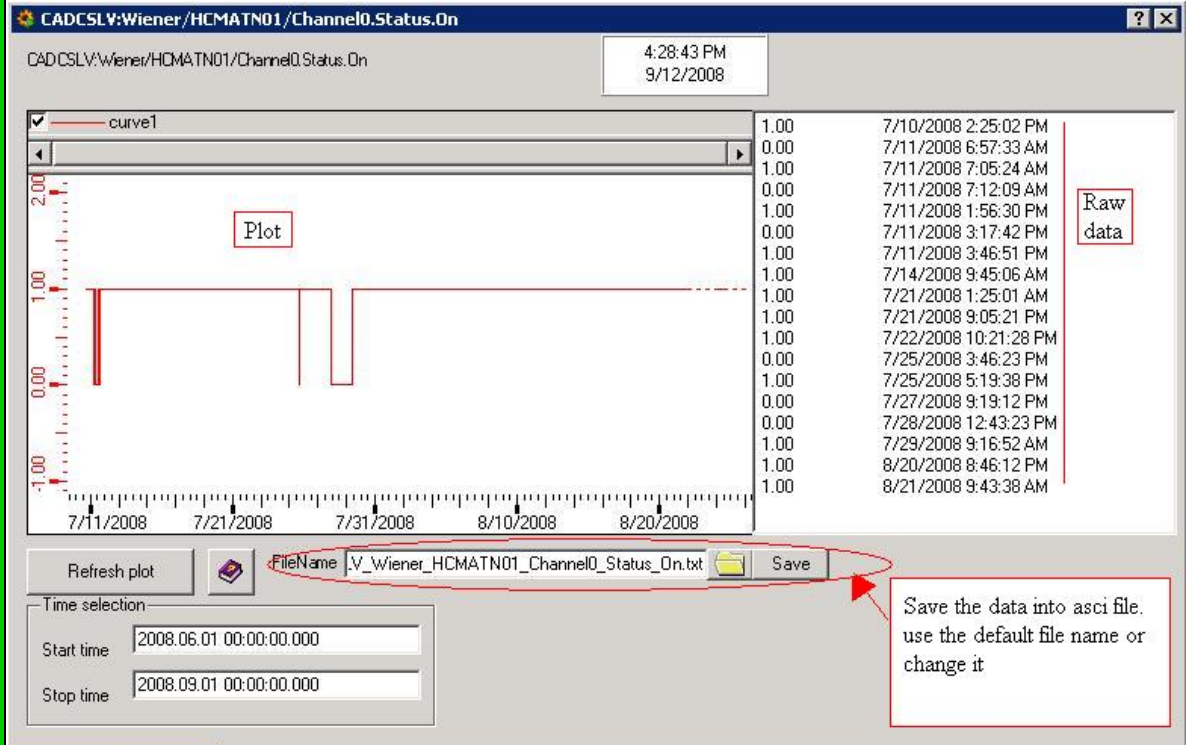 CADCSLV:Wiener/HCMATN01/Channel0.Status.On
CADCSLV:Wiener/HCMATN01/Channel0.Status.On
4:28:43 PM
9/12/2008
curve1
2.00
1.00
0.00
-1.00
Plot
7/11/2008 7/21/2008 7/31/2008 8/10/2008 8/20/2008
1.00 7/10/2008 2:25:02 PM
0.00 7/11/2008 6:57:33 AM
1.00 7/11/2008 7:05:24 AM
0.00 7/11/2008 7:12:09 AM
1.00 7/11/2008 1:56:30 PM
0.00 7/11/2008 3:17:42 PM
1.00 7/11/2008 3:46:51 PM
1.00 7/14/2008 9:45:06 AM
1.00 7/21/2008 1:25:01 AM
1.00 7/21/2008 9:05:21 PM
1.00 7/22/2008 10:21:28 PM
0.00 7/25/2008 3:46:23 PM
1.00 7/25/2008 5:19:38 PM
0.00 7/27/2008 9:19:12 PM
0.00 7/28/2008 12:43:23 PM
1.00 7/29/2008 9:16:52 AM
1.00 8/20/2008 8:46:12 PM
1.00 8/21/2008 9:43:38 AM
Raw
data
Refresh plot
FileName .V_Wiener_HCMATN01_Channel0_Status_On.txt Save
Time selection
Start time 2008.06.01 00:00:00.000
Stop time 2008.09.01 00:00:00.000
Save the data into asci file.
use the default file name or
change it